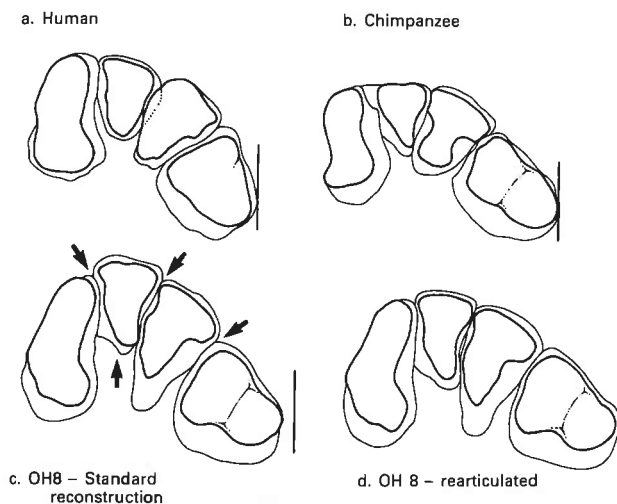 a. Human
b. Chimpanzee
c. OH8 – Standard
reconstruction
d. OH 8 – rearticulated